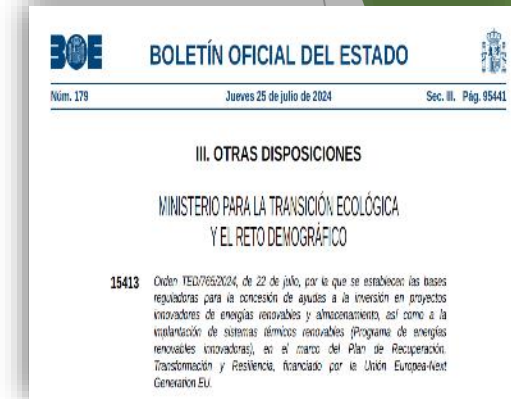 BOE
BOLETÍN OFICIAL DEL ESTADO
Núm. 179 Jueves 25 de julio de 2024 Sec. III. Pág. 95441
III. OTRAS DISPOSICIONES
MINISTERIO PARA LA TRANSICIÓN ECOLÓGICA
Y EL RETO DEMOGRÁFICO
15413 Orden TED/765/2024, de 22 de julio, por la que se establecen las bases
reguladoras para la concesión de ayudas a la inversión en proyectos
innovadores de energías renovables y almacenamiento, así como a la
implantación de sistemas térmicos renovables (Programa de energías
renovables innovadoras), en el marco del Plan de Recuperación,
Transformación y Resiliencia, financiado por la Unión Europea-Next
Generation EU.